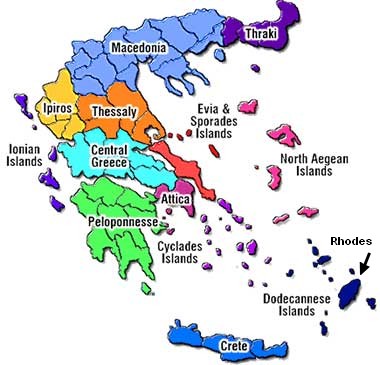 Thraki
Macedonia
Ipiros
Thessaly
Evia &
Sporades
Islands
Ionian
Islands
Central
Greece
North Aegean
Islands
Attica
Peloponnesse
Cyclades
Islands
Rhodes
Dodecannese
Islands
Crete